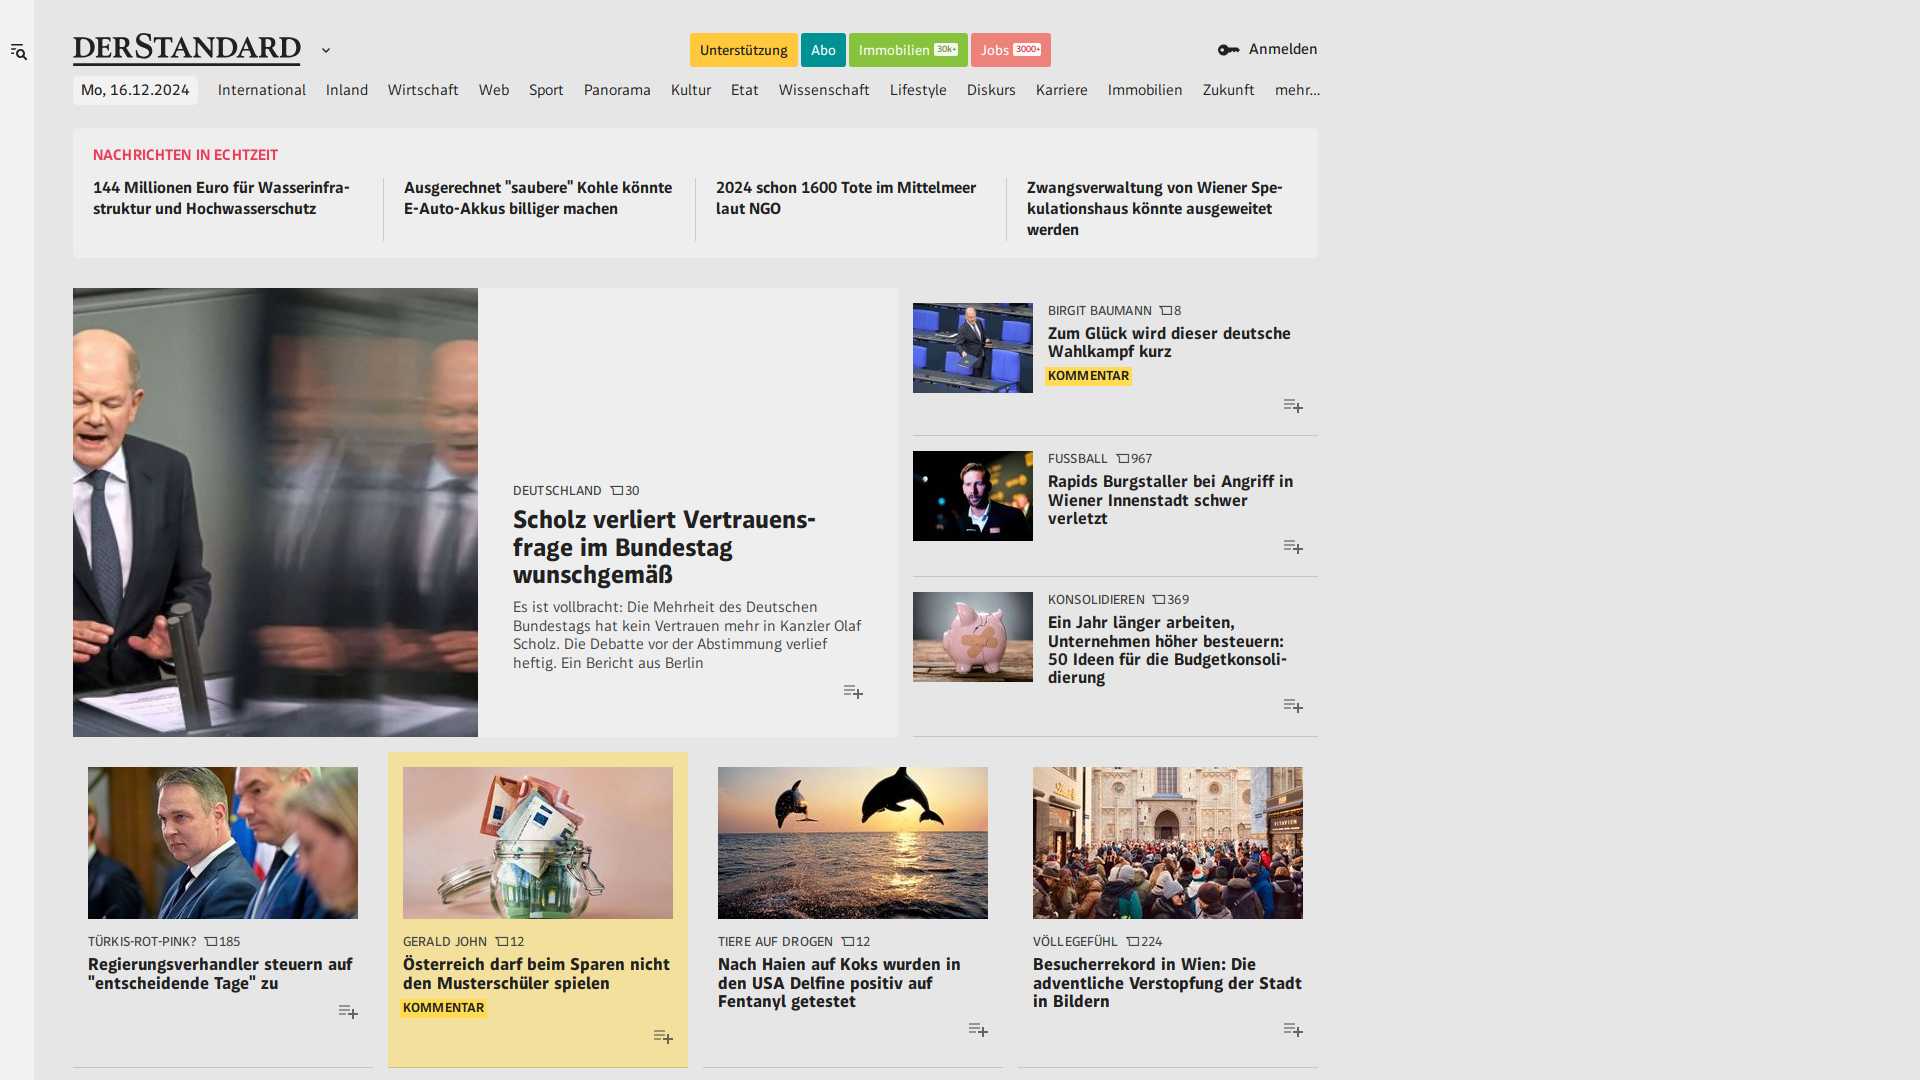 DERSTANDARD
Unterstützung
Abo
Immobilien 30k+
Jobs 3000+
Anmelden
Mo, 16.12.2024
International
Inland
Wirtschaft
Web
Sport
Panorama
Kultur
Etat
Wissenschaft
Lifestyle
Diskurs
Karriere
Immobilien
Zukunft
mehr...
NACHRICHTEN IN ECHTZEIT
144 Millionen Euro für Wasserinfra-
struktur und Hochwasserschutz
Ausgerechnet "saubere" Kohle könnte
E-Auto-Akkus billiger machen
2024 schon 1600 Tote im Mittelmeer
laut NGO
Zwangsverwaltung von Wiener Spe-
kulationshaus könnte ausgeweitet
werden
DEUTSCHLAND 30
Scholz verliert Vertrauens-
frage im Bundestag
wunschgemäß
Es ist vollbracht: Die Mehrheit des Deutschen
Bundestags hat kein Vertrauen mehr in Kanzler Olaf
Scholz. Die Debatte vor der Abstimmung verlief
heftig. Ein Bericht aus Berlin
BIRGIT BAUMANN 8
Zum Glück wird dieser deutsche
Wahlkampf kurz
KOMMENTAR
FUSSBALL 967
Rapids Burgstaller bei Angriff in
Wiener Innenstadt schwer
verletzt
KONSOLIDIEREN 369
Ein Jahr länger arbeiten,
Unternehmen höher besteuern:
50 Ideen für die Budgetkonsoli-
dierung
TÜRKIS-ROT-PINK? 185
Regierungsverhandler steuern auf
"entscheidende Tage" zu
GERALD JOHN 12
Österreich darf beim Sparen nicht
den Musterschüler spielen
KOMMENTAR
TIERE AUF DROGEN 12
Nach Haien auf Koks wurden in
den USA Delfine positiv auf
Fentanyl getestet
VÖLLEGEFÜHL 224
Besucherrekord in Wien: Die
adventliche Verstopfung der Stadt
in Bildern